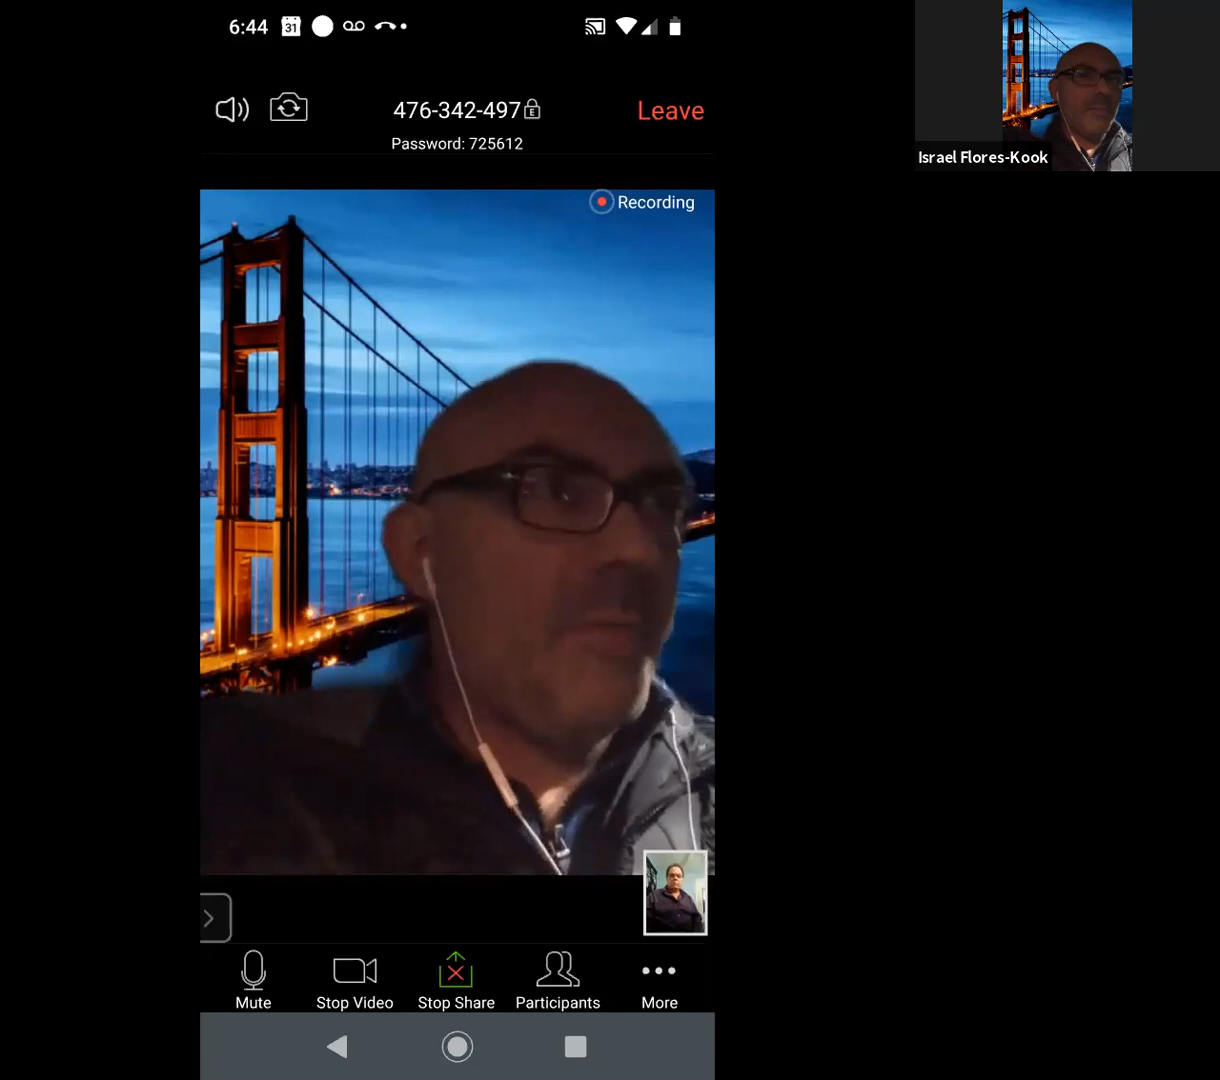 6:44
31
476-342-497
E
Leave
Password: 725612
Israel Flores-Kook
Recording
Mute
Stop Video
Stop Share
Participants
More